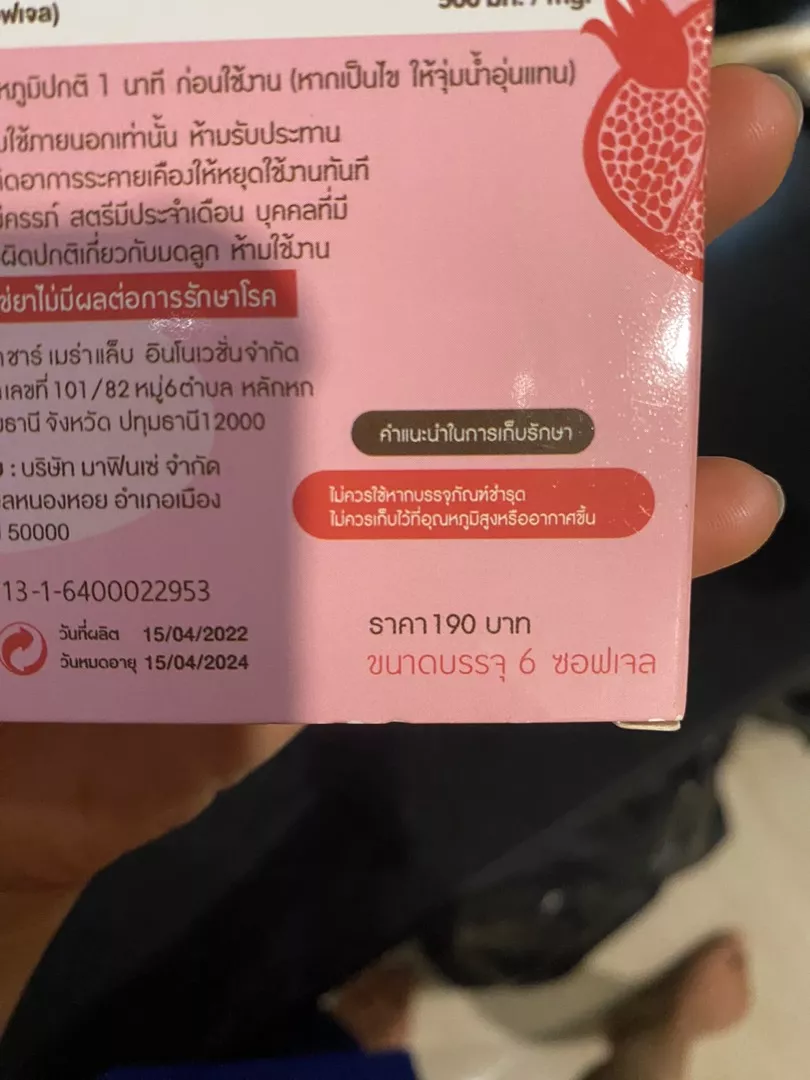 หภูมิปกติ 1 นาที ก่อนใช้งาน (หากเป็นไข ให้จุ่มน้ำอุ่นแทน)
ใช้ภายนอกเท่านั้น ห้ามรับประทาน
ดอาการระคายเคืองให้หยุดใช้งานทันที
ครรภ์ สตรีมีประจำเดือน บุคคลที่มี
ผิดปกติเกี่ยวกับมดลูก ห้ามใช้งาน
ช่ยาไม่มีผลต่อการรักษาโรค
ชาร์ เมร่าแล็บ อินโนเวชั่นจำกัด
เลขที่ 101/82 หมู่6ตำบล หลักหก
ธานี จังหวัด ปทุมธานี12000
: บริษัท มาฟินเซ่ จำกัด
ลหนองหอย อำเภอเมือง
50000
13-1-6400022953
วันที่ผลิต 15/04/2022
วันหมดอายุ 15/04/2024
คำแนะนำในการเก็บรักษา
ไม่ควรใช้หากบรรจุภัณฑ์ชำรุด
ไม่ควรเก็บไว้ที่อุณหภูมิสูงหรืออากาศชื้น
ราคา190 บาท
ขนาดบรรจุ 6 ซอฟเจล